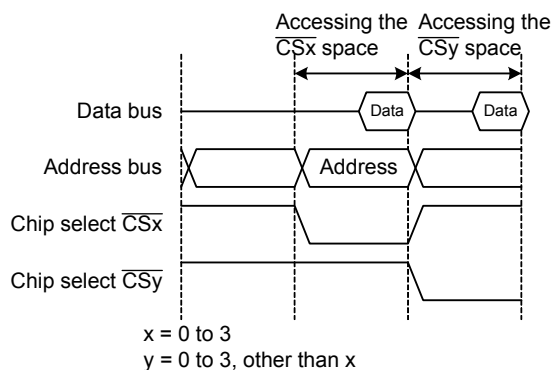 Accessing the
CSx space
Accessing the
CSy space
Data bus
Data
Data
Address bus
Address
Chip select CSx
Chip select CSy
x = 0 to 3
y = 0 to 3, other than x